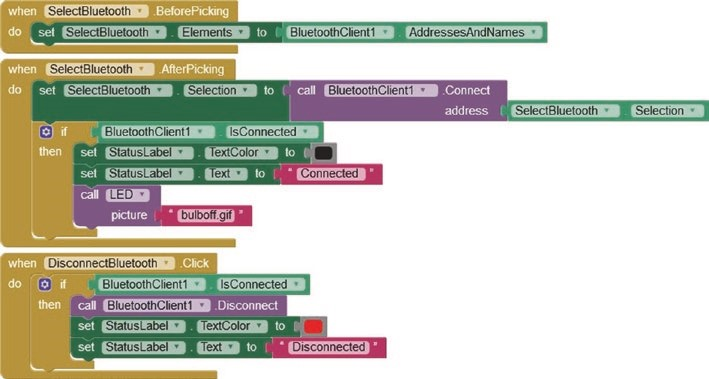 when SelectBluetooth .BeforePicking
do set SelectBluetooth . Elements to BluetoothClient1 . AddressesAndNames
when SelectBluetooth .AfterPicking
do set SelectBluetooth . Selection to call BluetoothClient1 .Connect
address SelectBluetooth . Selection
if BluetoothClient1 . IsConnected
then set StatusLabel . TextColor to
set StatusLabel . Text to " Connected "
call LED
picture " bulboff.gif "
when DisconnectBluetooth .Click
do if BluetoothClient1 . IsConnected
then call BluetoothClient1 .Disconnect
set StatusLabel . TextColor to
set StatusLabel . Text to " Disconnected "